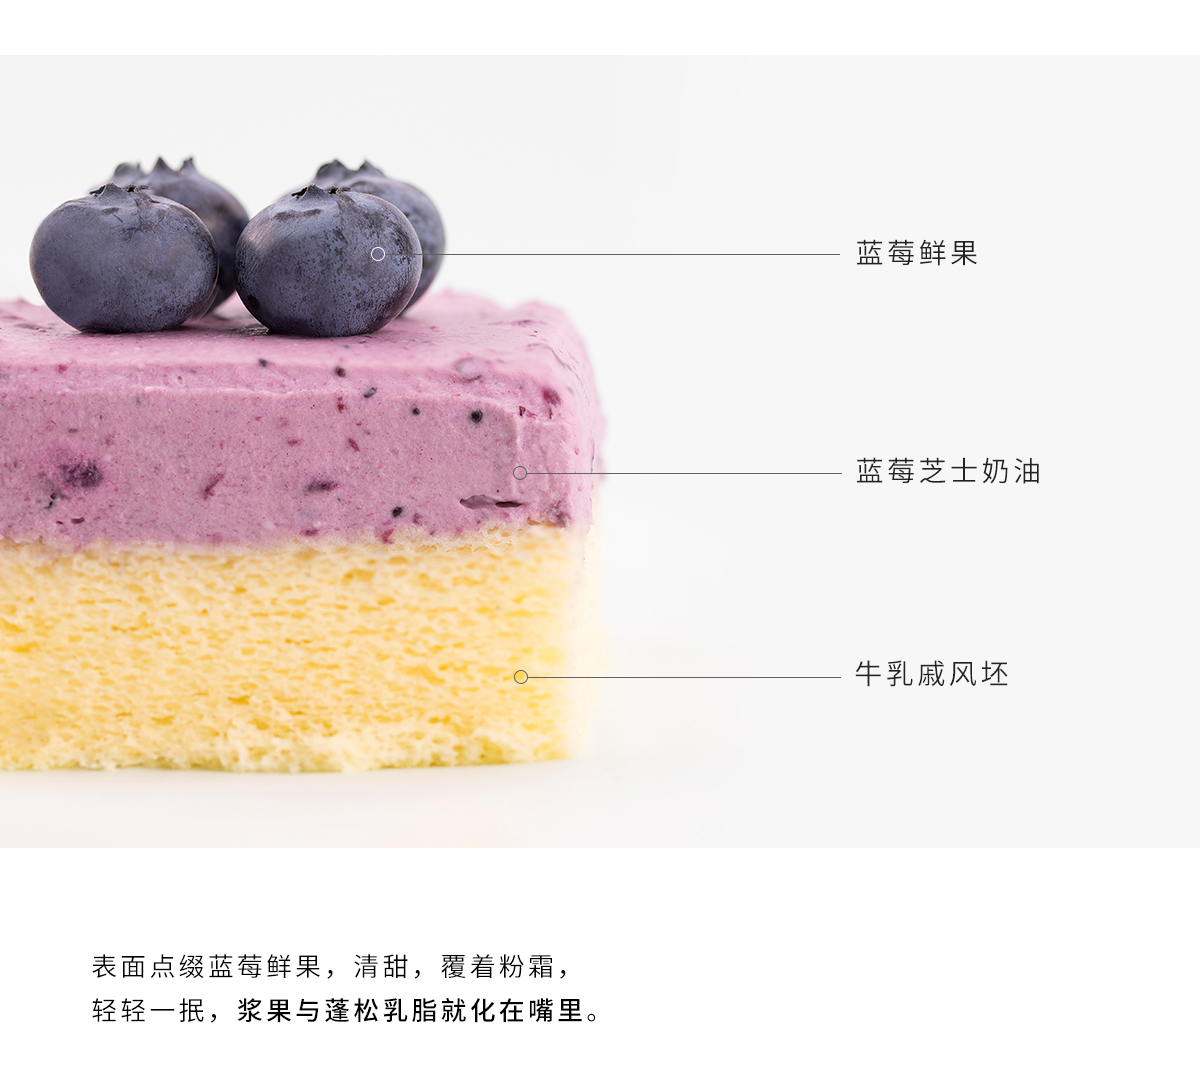 蓝莓鲜果
蓝莓芝士奶油
牛乳戚风坯
表面点缀蓝莓鲜果，清甜，覆着粉霜，
轻轻一抿，浆果与蓬松乳脂就化在嘴里。